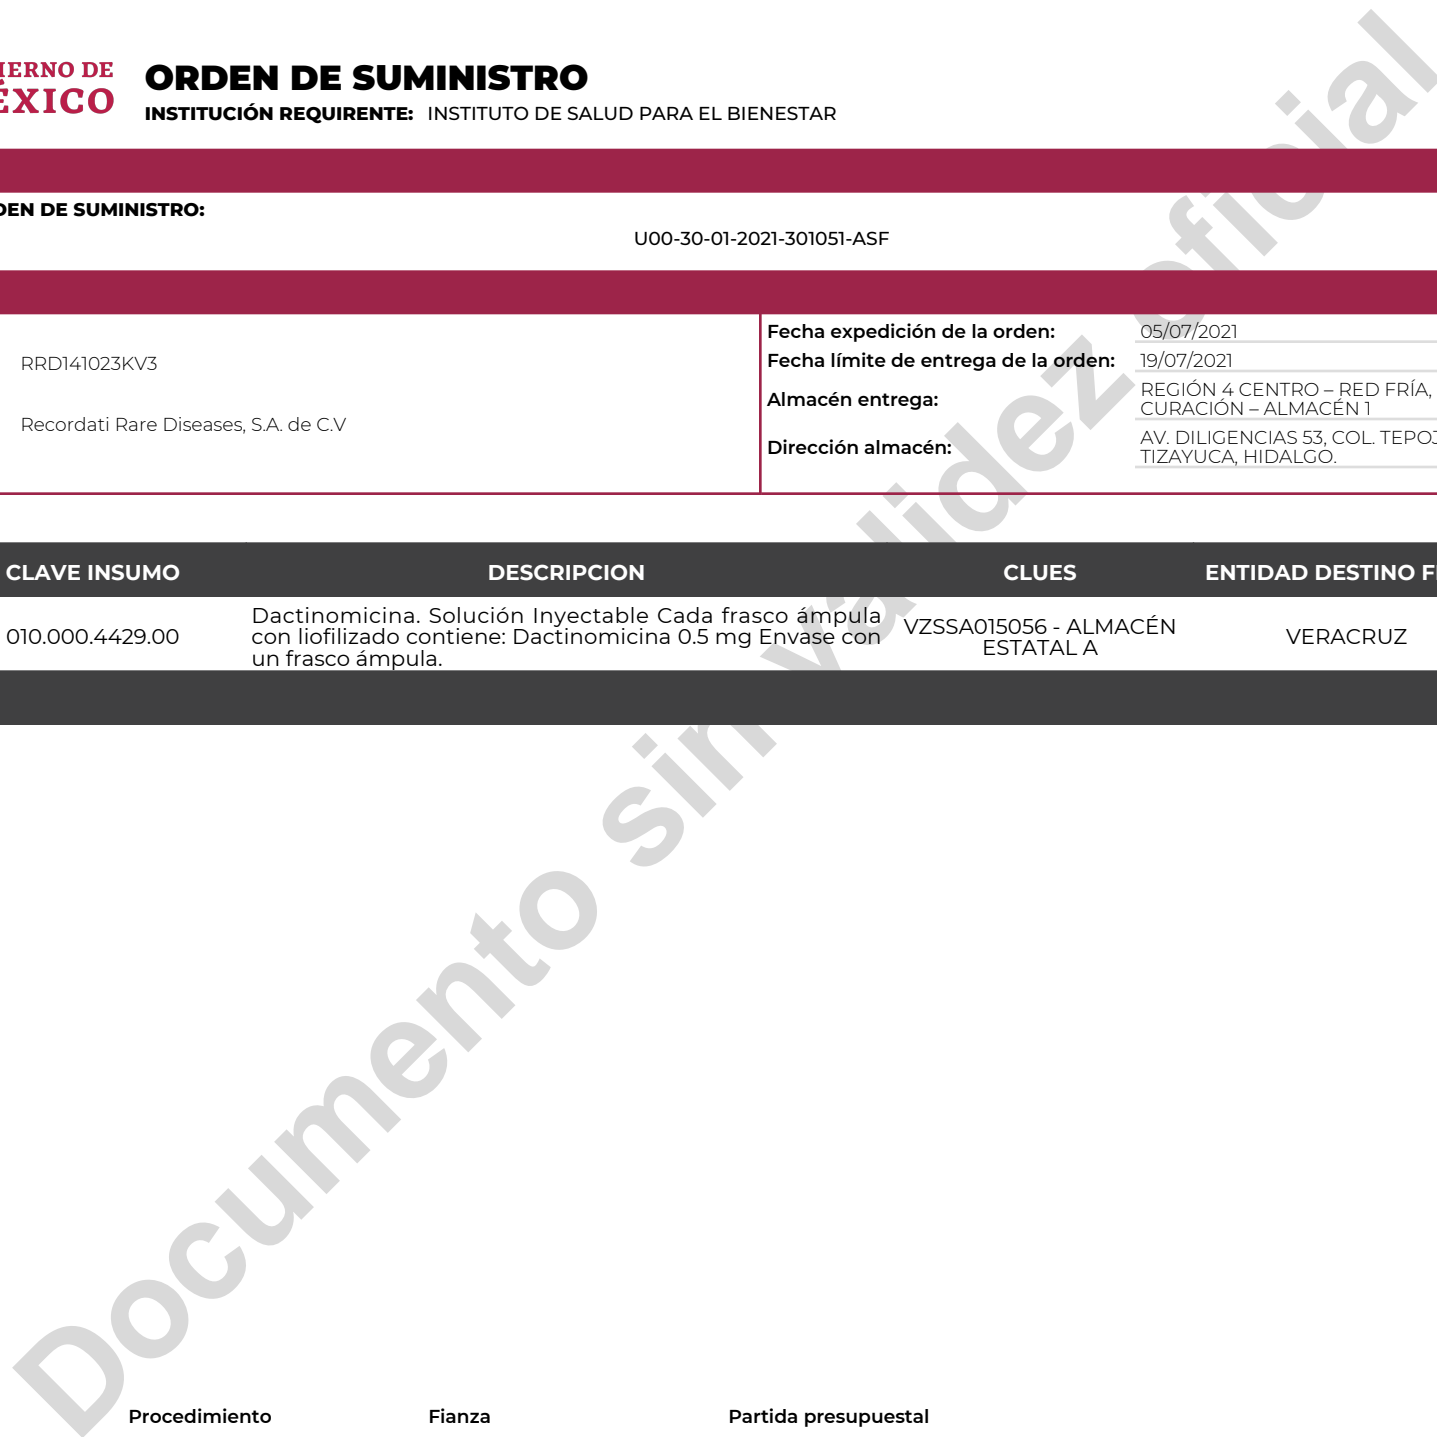 IERNO DE
ÉXICO
ORDEN DE SUMINISTRO
INSTITUCIÓN REQUIRENTE: INSTITUTO DE SALUD PARA EL BIENESTAR
DEN DE SUMINISTRO:
U00-30-01-2021-301051-ASF
RRD141023KV3
Recordati Rare Diseases, S.A. de C.V
Fecha expedición de la orden: 05/07/2021
Fecha límite de entrega de la orden: 19/07/2021
Almacén entrega: REGIÓN 4 CENTRO – RED FRÍA,
CURACIÓN – ALMACÉN 1
Dirección almacén: AV. DILIGENCIAS 53, COL. TEPOJ
TIZAYUCA, HIDALGO.
CLAVE INSUMO DESCRIPCION CLUES ENTIDAD DESTINO FI
010.000.4429.00
Dactinomicina. Solución Inyectable Cada frasco ámpula
con liofilizado contiene: Dactinomicina 0.5 mg Envase con
un frasco ámpula.
VZSSA015056 - ALMACÉN
ESTATAL A
VERACRUZ
Documento sin validez oficial
Procedimiento Fianza Partida presupuestal